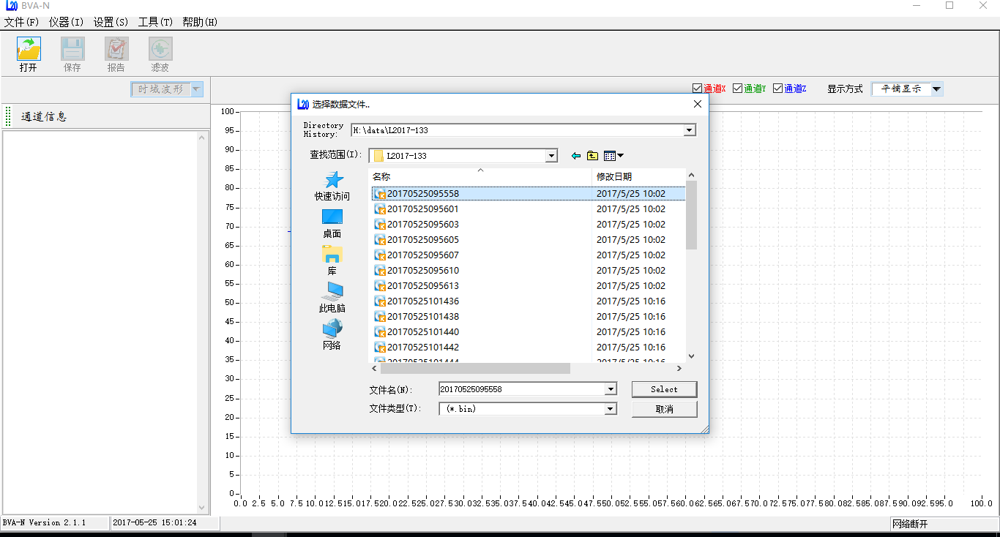 L20 BVA-N
文件(F) 仪器(I) 设置(S) 工具(T) 帮助(H)
打开 保存 报告 滤波
时域波形
通道X 通道Y 通道Z 显示方式 平铺显示
通道信息
L20 选择数据文件..
Directory
History:
H:\data\L2017-133
查找范围(I): L2017-133
快速访问
桌面
库
此电脑
网络
名称 修改日期
20170525095558 2017/5/25 10:02
20170525095601 2017/5/25 10:02
20170525095603 2017/5/25 10:02
20170525095605 2017/5/25 10:02
20170525095607 2017/5/25 10:02
20170525095610 2017/5/25 10:02
20170525095613 2017/5/25 10:02
20170525101436 2017/5/25 10:16
20170525101438 2017/5/25 10:16
20170525101440 2017/5/25 10:16
20170525101442 2017/5/25 10:16
20170525101444 2017/5/25 10:16
文件名(N): 20170525095558 Select
文件类型(T): (*.bin) 取消
100
95
90
85
80
75
70
65
60
55
50
45
40
35
30
25
20
15
10
5
0
0.0 2.5 5.0 7.5 10.0 12.5 15.0 17.5 20.0 22.5 25.0 27.5 30.0 32.5 35.0 37.5 40.0 42.5 45.0 47.5 50.0 52.5 55.0 57.5 60.0 62.5 65.0 67.5 70.0 72.5 75.0 77.5 80.0 82.5 85.0 87.5 90.0 92.5 95.0 100.0
BVA-N Version 2.1.1 2017-05-25 15:01:24 网络断开